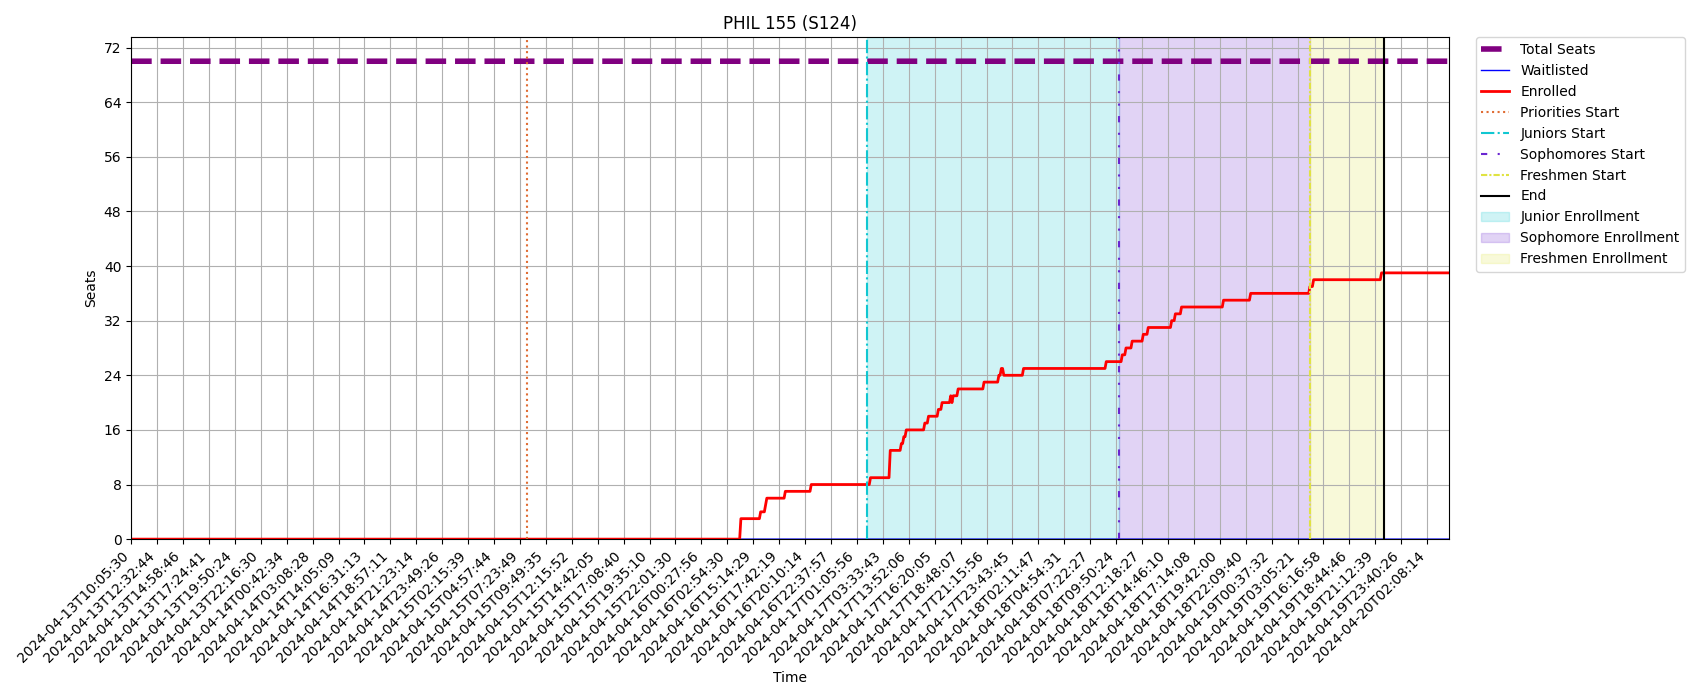 PHIL 155 (S124)
Seats
72
64
56
48
40
32
24
16
8
0
2024-04-13T10:05:30
2024-04-13T12:32:44
2024-04-13T14:58:46
2024-04-13T17:24:41
2024-04-13T19:50:24
2024-04-13T22:16:30
2024-04-14T00:42:34
2024-04-14T03:08:28
2024-04-14T14:05:09
2024-04-14T16:31:13
2024-04-14T18:57:11
2024-04-14T21:23:14
2024-04-14T23:49:26
2024-04-15T02:15:39
2024-04-15T04:57:44
2024-04-15T07:23:49
2024-04-15T09:49:35
2024-04-15T12:15:52
2024-04-15T14:42:05
2024-04-15T17:08:40
2024-04-15T19:35:10
2024-04-15T22:01:30
2024-04-16T00:27:56
2024-04-16T02:54:30
2024-04-16T15:14:29
2024-04-16T17:42:19
2024-04-16T20:10:14
2024-04-16T22:37:57
2024-04-17T01:05:56
2024-04-17T03:33:43
2024-04-17T13:52:06
2024-04-17T16:20:05
2024-04-17T18:48:07
2024-04-17T21:15:56
2024-04-17T23:43:45
2024-04-18T02:11:47
2024-04-18T04:54:31
2024-04-18T07:22:27
2024-04-18T09:50:24
2024-04-18T12:18:27
2024-04-18T14:46:10
2024-04-18T17:14:08
2024-04-18T19:42:00
2024-04-18T22:09:40
2024-04-19T00:37:32
2024-04-19T03:05:21
2024-04-19T16:16:58
2024-04-19T18:44:46
2024-04-19T21:12:39
2024-04-19T23:40:26
2024-04-20T02:08:14
Time
Total Seats
Waitlisted
Enrolled
Priorities Start
Juniors Start
Sophomores Start
Freshmen Start
End
Junior Enrollment
Sophomore Enrollment
Freshmen Enrollment